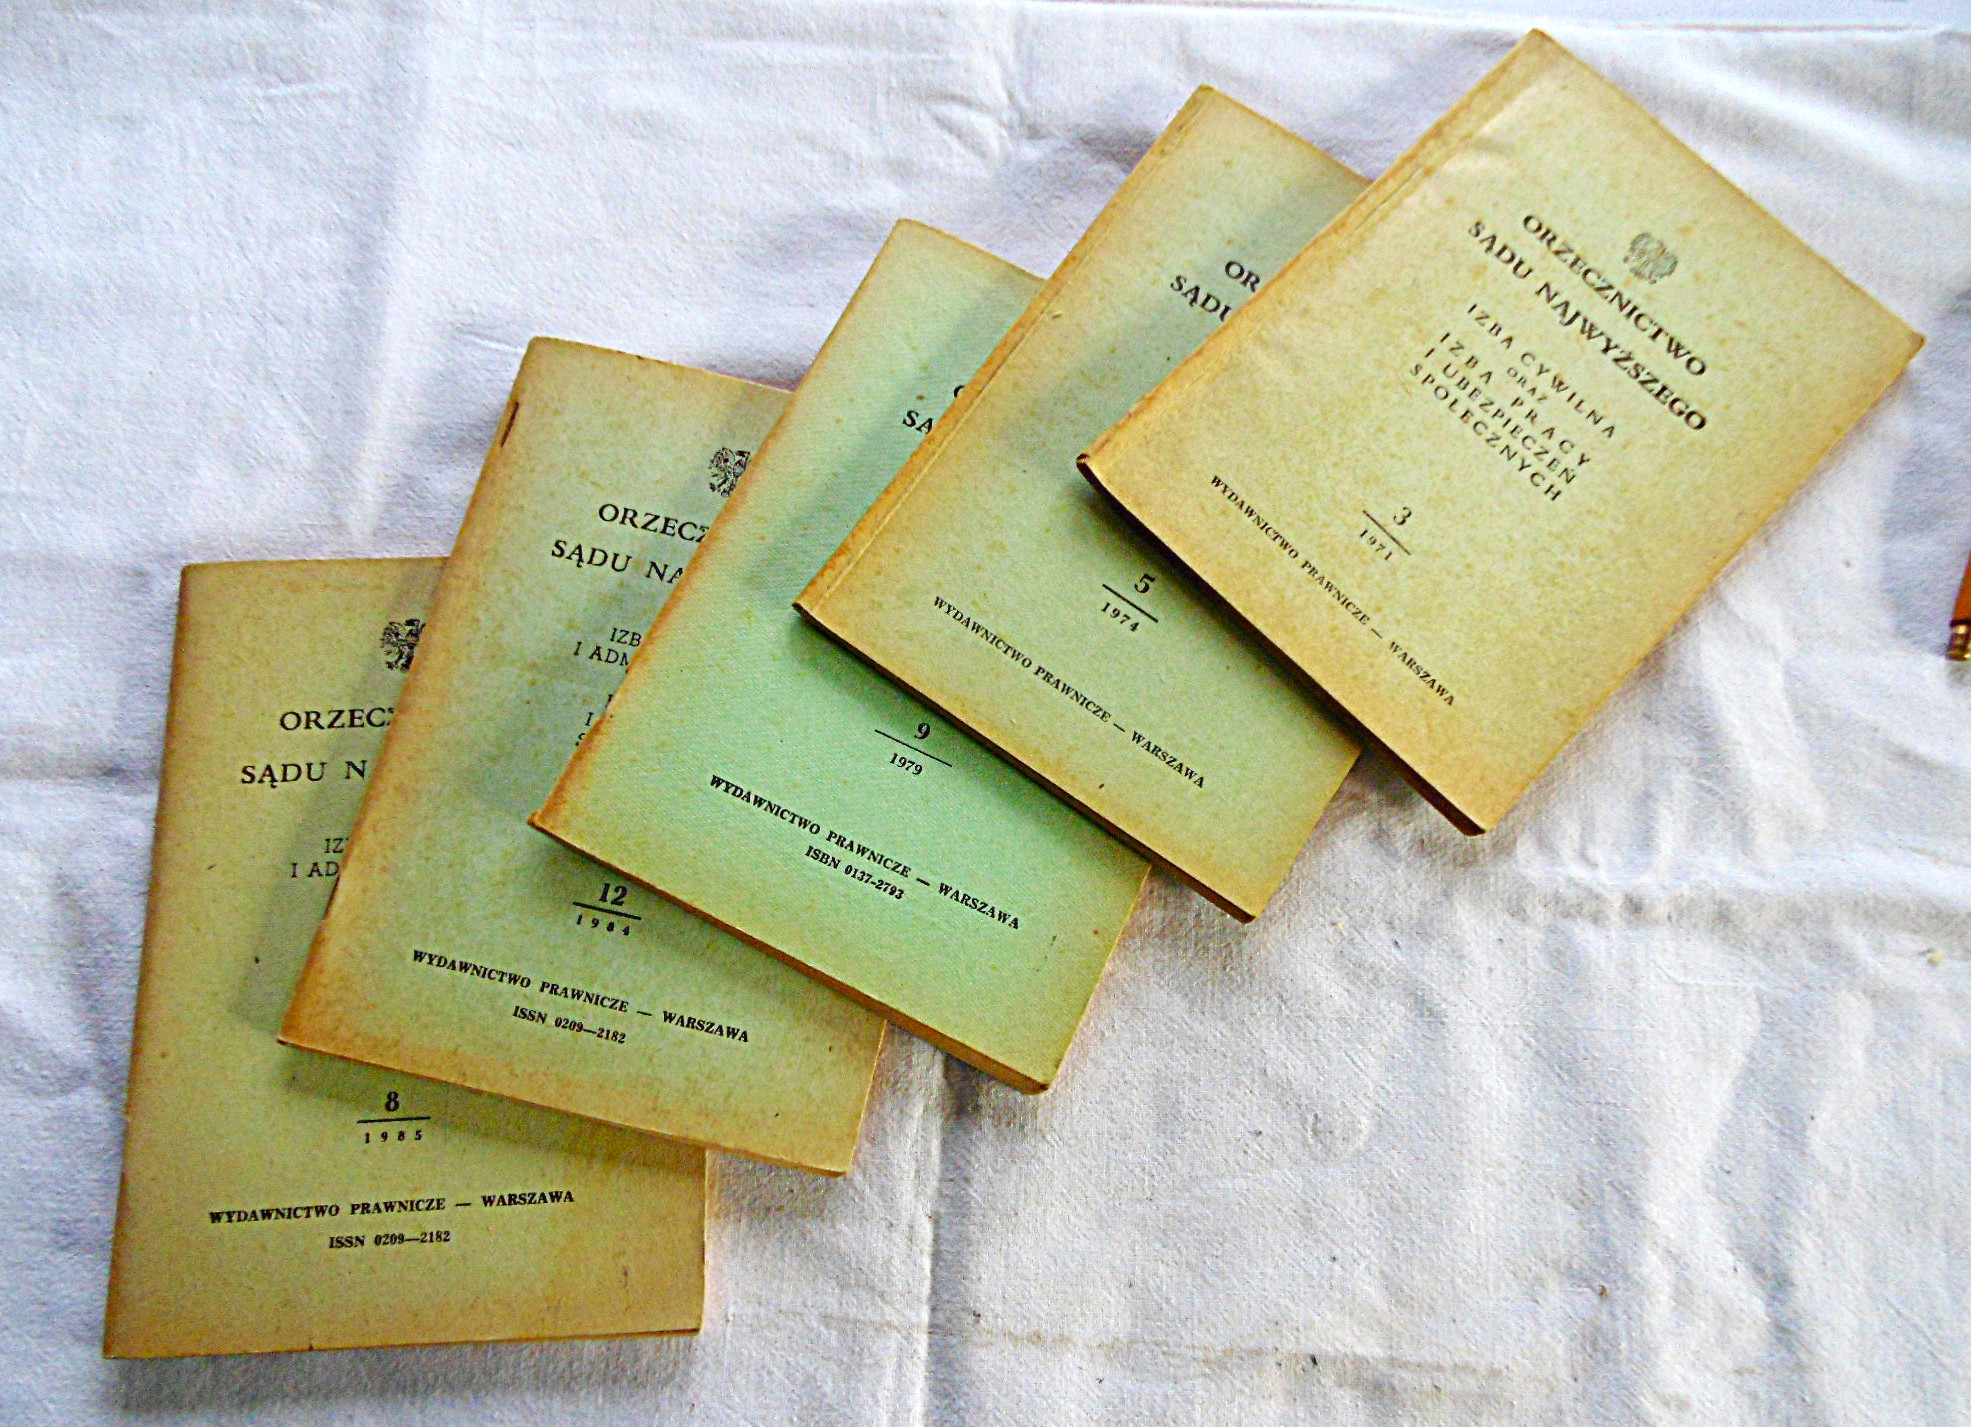 ORZECZNICTWO
SĄDU NAJWYŻSZEGO
IZBA CYWILNA
ORAZ
IZBA PRACY
I UBEZPIECZEŃ
SPOŁECZNYCH
3
1971
WYDAWNICTWO PRAWNICZE — WARSZAWA
OR
SĄDU
5
1974
WYDAWNICTWO PRAWNICZE — WARSZAWA
SĄ
9
1979
WYDAWNICTWO PRAWNICZE — WARSZAWA
ISBN 0137-2793
ORZECZ
SĄDU NA
IZB
I ADM
I
12
1984
WYDAWNICTWO PRAWNICZE — WARSZAWA
ISSN 0209—2182
ORZECZ
SĄDU N
IZ
I AD
8
1985
WYDAWNICTWO PRAWNICZE — WARSZAWA
ISSN 0209—2182